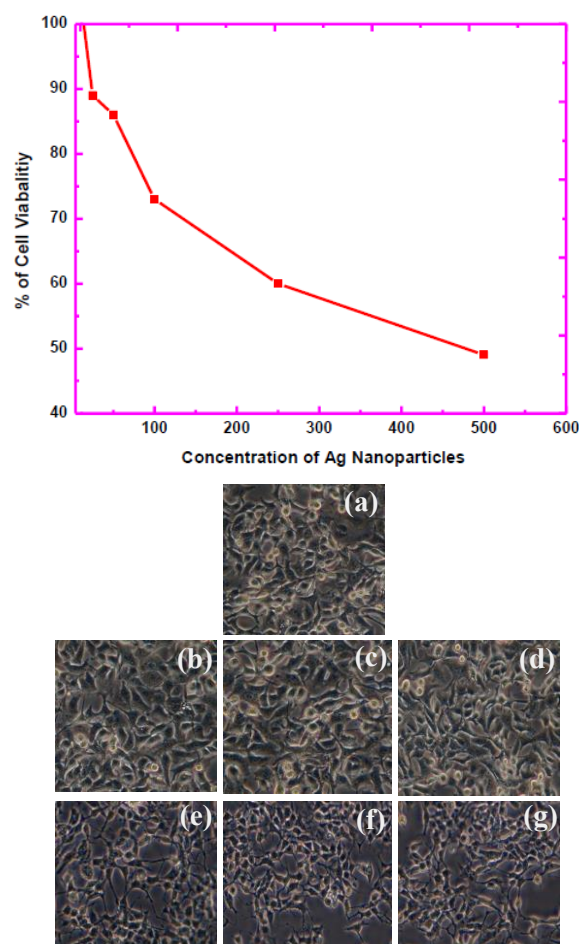 100
90
80
70
60
50
40
% of Cell Viabalitiy
100 200 300 400 500 600
Concentration of Ag Nanoparticles
(a)
(b) (c) (d)
(e) (f) (g)